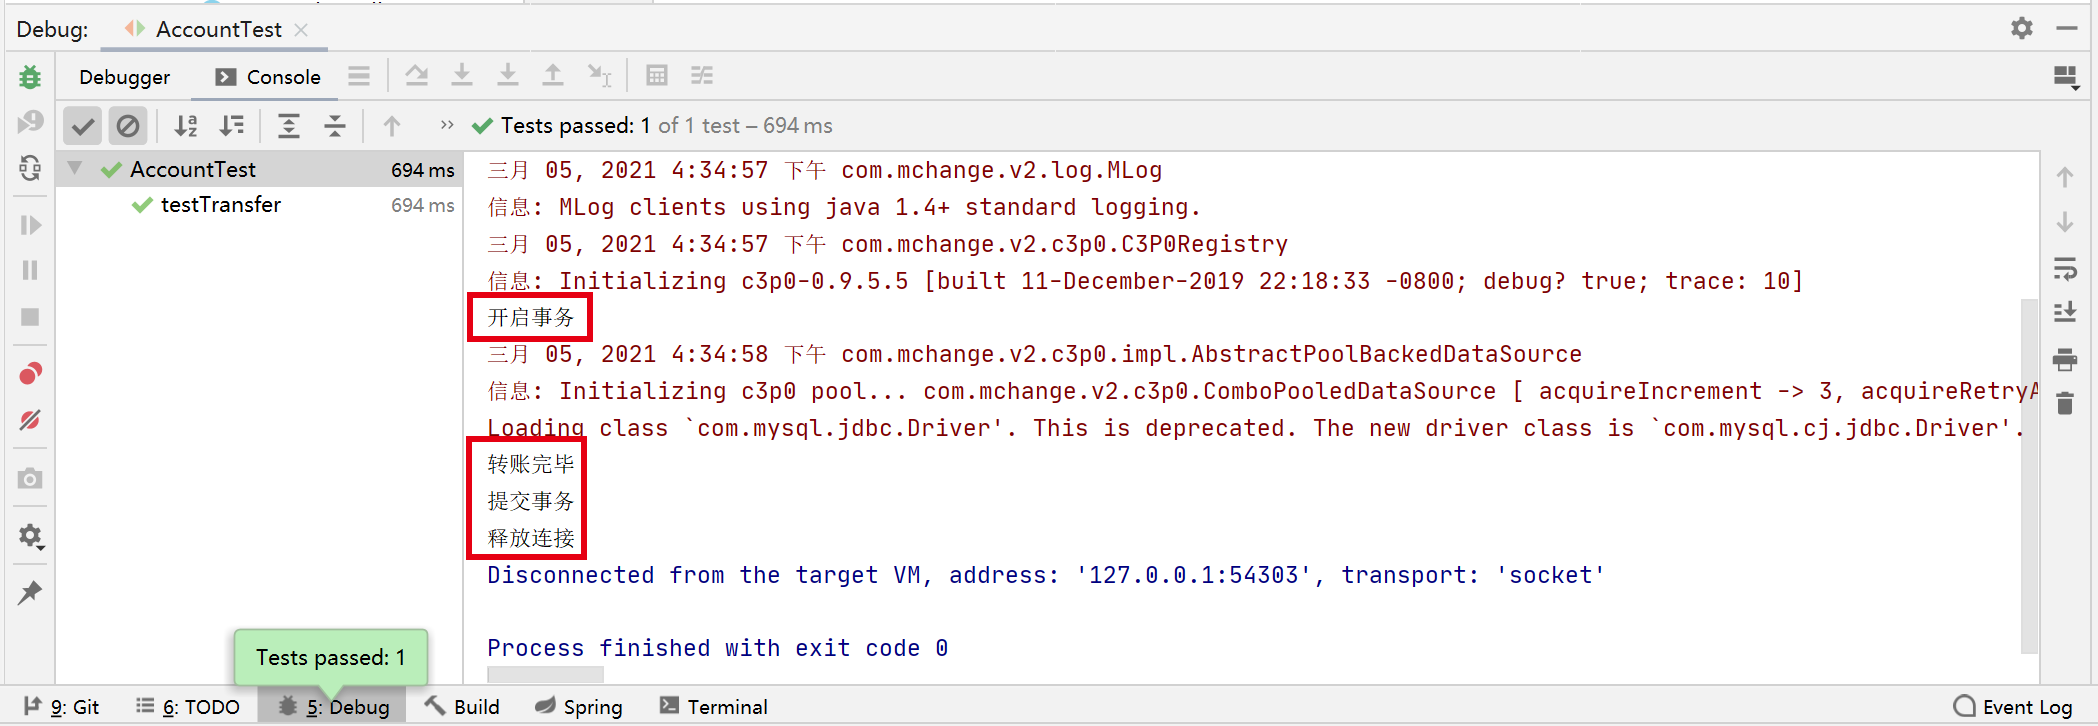 Debug: AccountTest
Debugger Console
Tests passed: 1 of 1 test – 694 ms
AccountTest 694 ms
testTransfer 694 ms
三月 05, 2021 4:34:57 下午 com.mchange.v2.log.MLog
信息: MLog clients using java 1.4+ standard logging.
三月 05, 2021 4:34:57 下午 com.mchange.v2.c3p0.C3P0Registry
信息: Initializing c3p0-0.9.5.5 [built 11-December-2019 22:18:33 -0800; debug? true; trace: 10]
开启事务
三月 05, 2021 4:34:58 下午 com.mchange.v2.c3p0.impl.AbstractPoolBackedDataSource
信息: Initializing c3p0 pool... com.mchange.v2.c3p0.ComboPooledDataSource [ acquireIncrement -> 3, acquireRetryA
Loading class `com.mysql.jdbc.Driver'. This is deprecated. The new driver class is `com.mysql.cj.jdbc.Driver'.
转账完毕
提交事务
释放连接
Disconnected from the target VM, address: '127.0.0.1:54303', transport: 'socket'
Process finished with exit code 0
Tests passed: 1
9: Git 6: TODO 5: Debug Build Spring Terminal Event Log